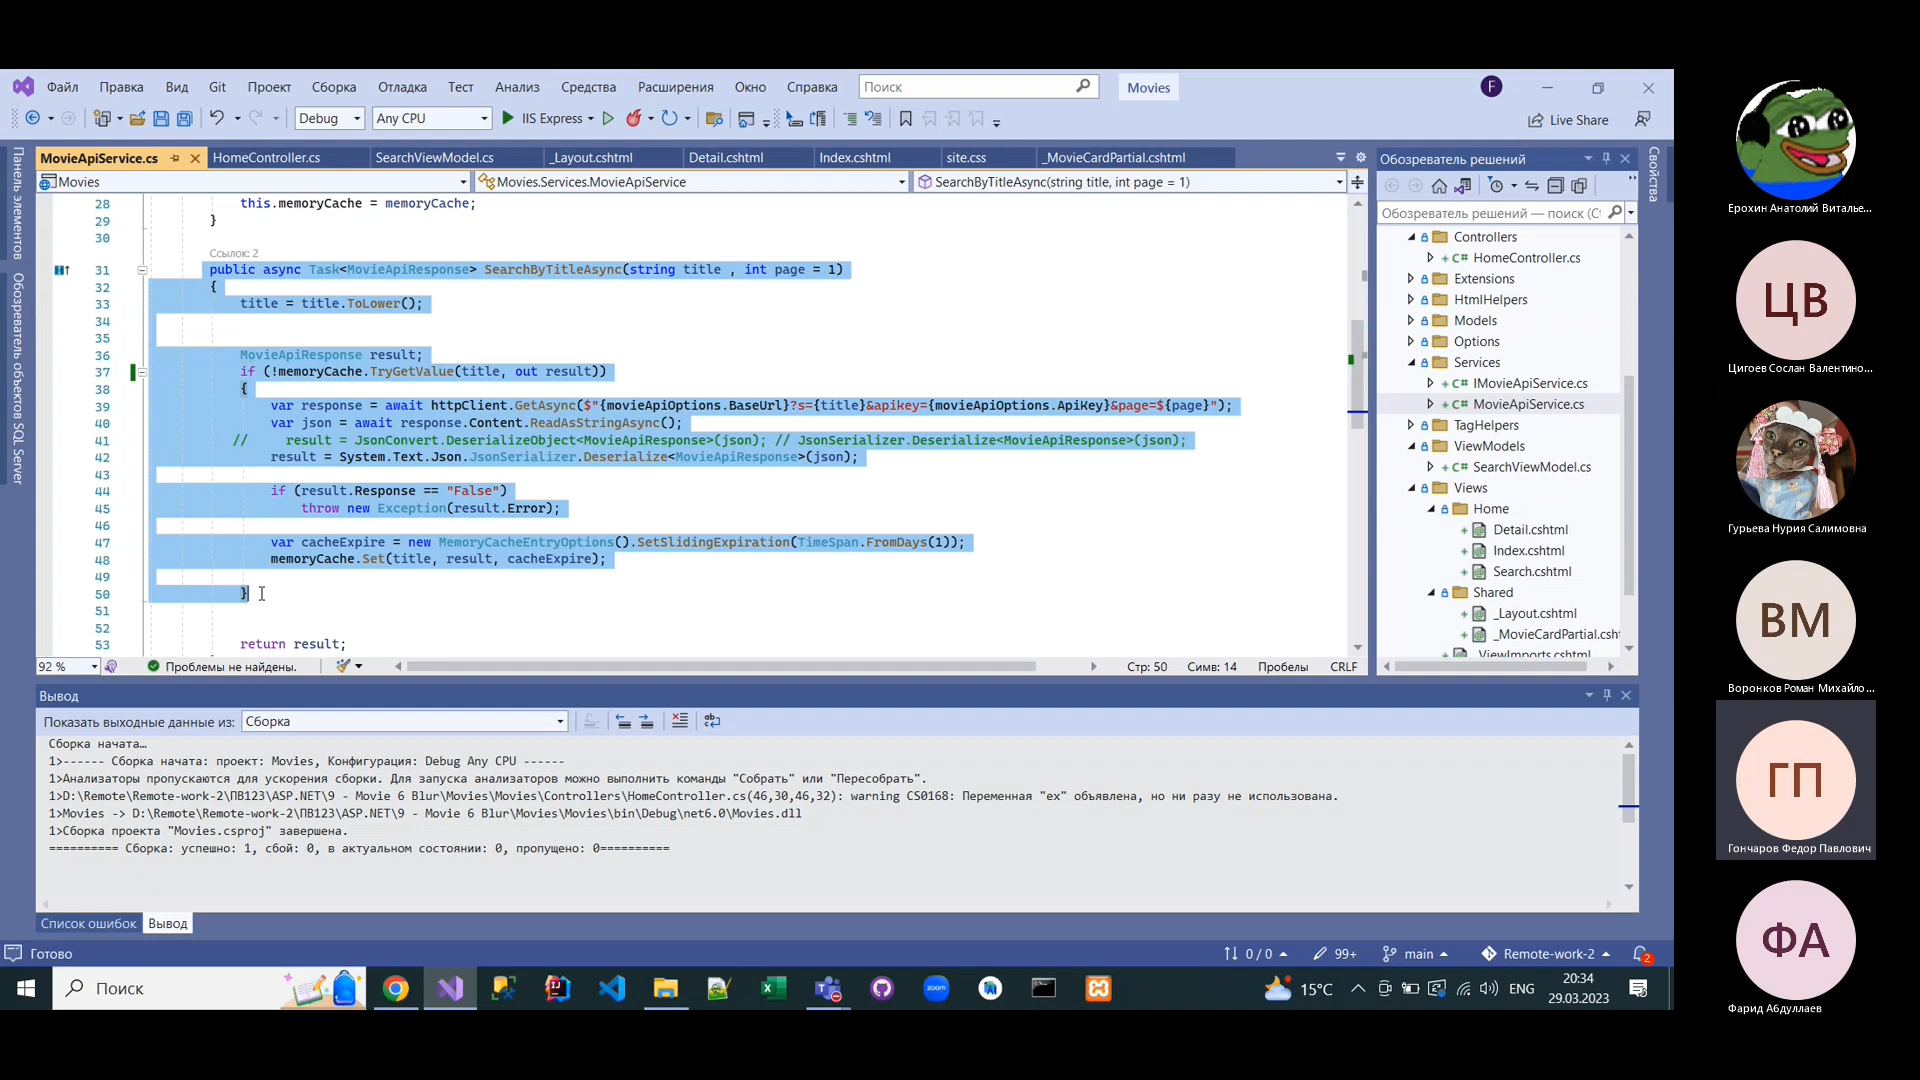 Файл Правка Вид Git Проект Сборка Отладка Тест Анализ Средства Расширения Окно Справка Поиск Movies F
Debug Any CPU IIS Express Live Share
Панель элементов
Обозреватель объектов SQL Server
MovieApiService.cs HomeController.cs SearchViewModel.cs _Layout.cshtml Detail.cshtml Index.cshtml site.css _MovieCardPartial.cshtml
Movies Movies.Services.MovieApiService SearchByTitleAsync(string title, int page = 1)
28 this.memoryCache = memoryCache;
29 }
30
Ссылок: 2
31 public async Task<MovieApiResponse> SearchByTitleAsync(string title , int page = 1)
32 {
33 title = title.ToLower();
34
35
36 MovieApiResponse result;
37 if (!memoryCache.TryGetValue(title, out result))
38 {
39 var response = await httpClient.GetAsync($"{movieApiOptions.BaseUrl}?s={title}&apikey={movieApiOptions.ApiKey}&page=${page}");
40 var json = await response.Content.ReadAsStringAsync();
41 // result = JsonConvert.DeserializeObject<MovieApiResponse>(json); // JsonSerializer.Deserialize<MovieApiResponse>(json);
42 result = System.Text.Json.JsonSerializer.Deserialize<MovieApiResponse>(json);
43
44 if (result.Response == "False")
45 throw new Exception(result.Error);
46
47 var cacheExpire = new MemoryCacheEntryOptions().SetSlidingExpiration(TimeSpan.FromDays(1));
48 memoryCache.Set(title, result, cacheExpire);
49
50 }
51
52
53 return result;
92 % Проблемы не найдены. Стр: 50 Симв: 14 Пробелы CRLF
Обозреватель решений
Обозреватель решений — поиск (Ct
Controllers
C# HomeController.cs
Extensions
HtmlHelpers
Models
Options
Services
C# IMovieApiService.cs
C# MovieApiService.cs
TagHelpers
ViewModels
C# SearchViewModel.cs
Views
Home
Detail.cshtml
Index.cshtml
Search.cshtml
Shared
_Layout.cshtml
_MovieCardPartial.csht
_ViewImports.cshtml
Свойства
Вывод
Показать выходные данные из: Сборка
Сборка начата…
1>------ Сборка начата: проект: Movies, Конфигурация: Debug Any CPU ------
1>Анализаторы пропускаются для ускорения сборки. Для запуска анализаторов можно выполнить команды "Собрать" или "Пересобрать".
1>D:\Remote\Remote-work-2\ПВ123\ASP.NET\9 - Movie 6 Blur\Movies\Movies\Controllers\HomeController.cs(46,30,46,32): warning CS0168: Переменная "ex" объявлена, но ни разу не использована.
1>Movies -> D:\Remote\Remote-work-2\ПВ123\ASP.NET\9 - Movie 6 Blur\Movies\Movies\bin\Debug\net6.0\Movies.dll
1>Сборка проекта "Movies.csproj" завершена.
========== Сборка: успешно: 1, сбой: 0, в актуальном состоянии: 0, пропущено: 0==========
Список ошибок Вывод
Готово 0 / 0 99+ main Remote-work-2 2
Поиск zoom 15°C ENG 20:34
29.03.2023
Ерохин Анатолий Виталье...
ЦВ
Цигоев Сослан Валентино...
Гурьева Нурия Салимовна
ВМ
Воронков Роман Михайло...
ГП
Гончаров Федор Павлович
ФА
Фарид Абдуллаев